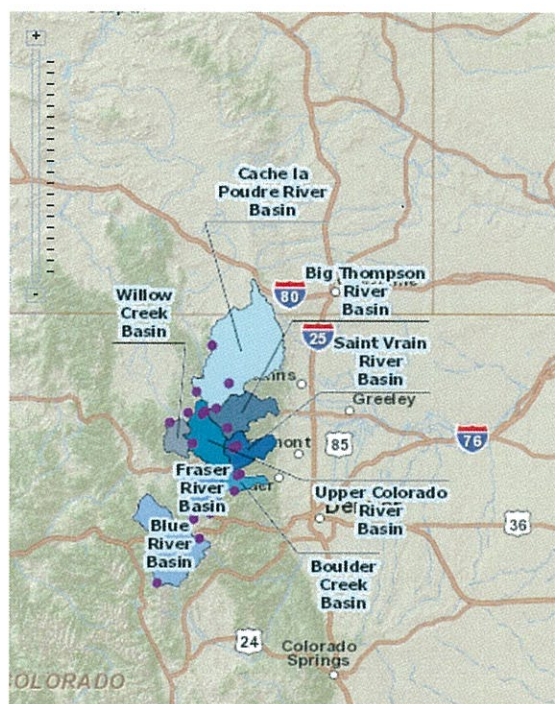 +
Cache la
Poudre River
Basin
Big Thompson
River
Basin
80
Willow
Creek
Basin
25
Saint Vrain
River
Basin
Greeley
85
76
Fraser
River
Basin
Upper Colorado
River
Basin
Blue
River
Basin
36
Boulder
Creek
Basin
24
Colorado
Springs
COLORADO
-